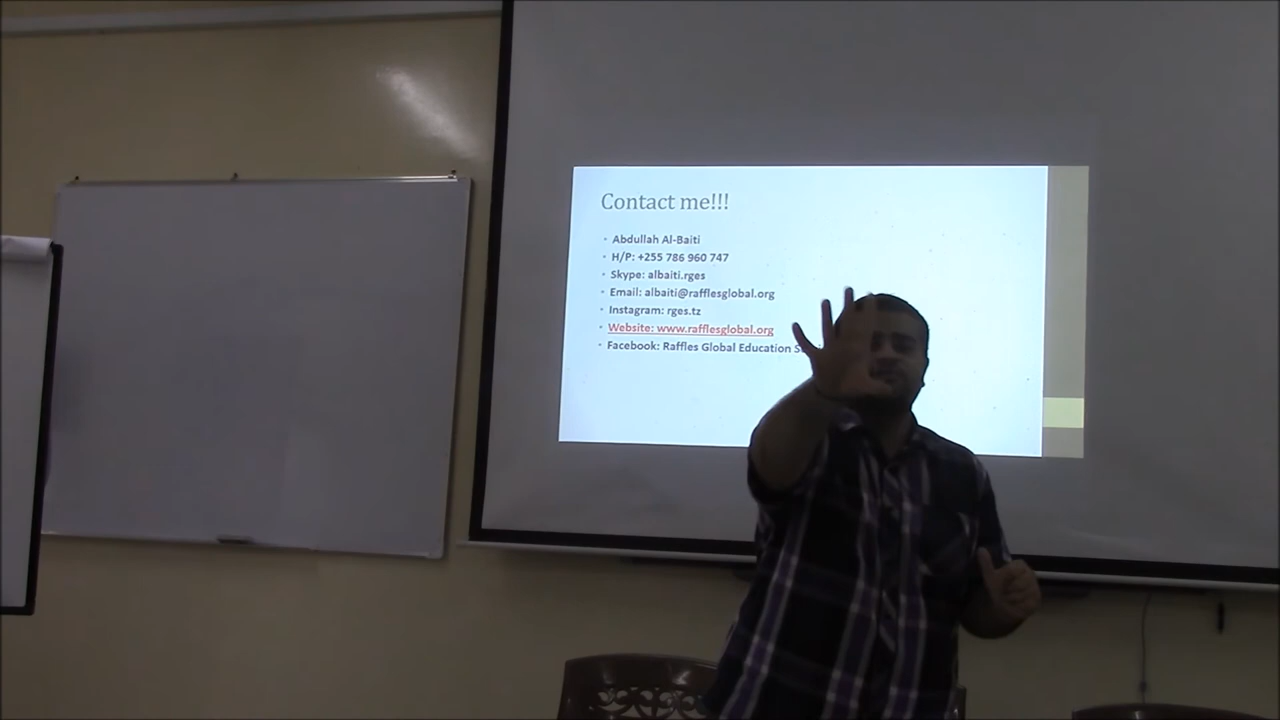 Contact me!!!
Abdullah Al-Baiti
H/P: +255 786 960 747
Skype: albaiti.rges
Email: albaiti@rafflesglobal.org
Instagram: rges.tz
Website: www.rafflesglobal.org
Facebook: Raffles Global Education